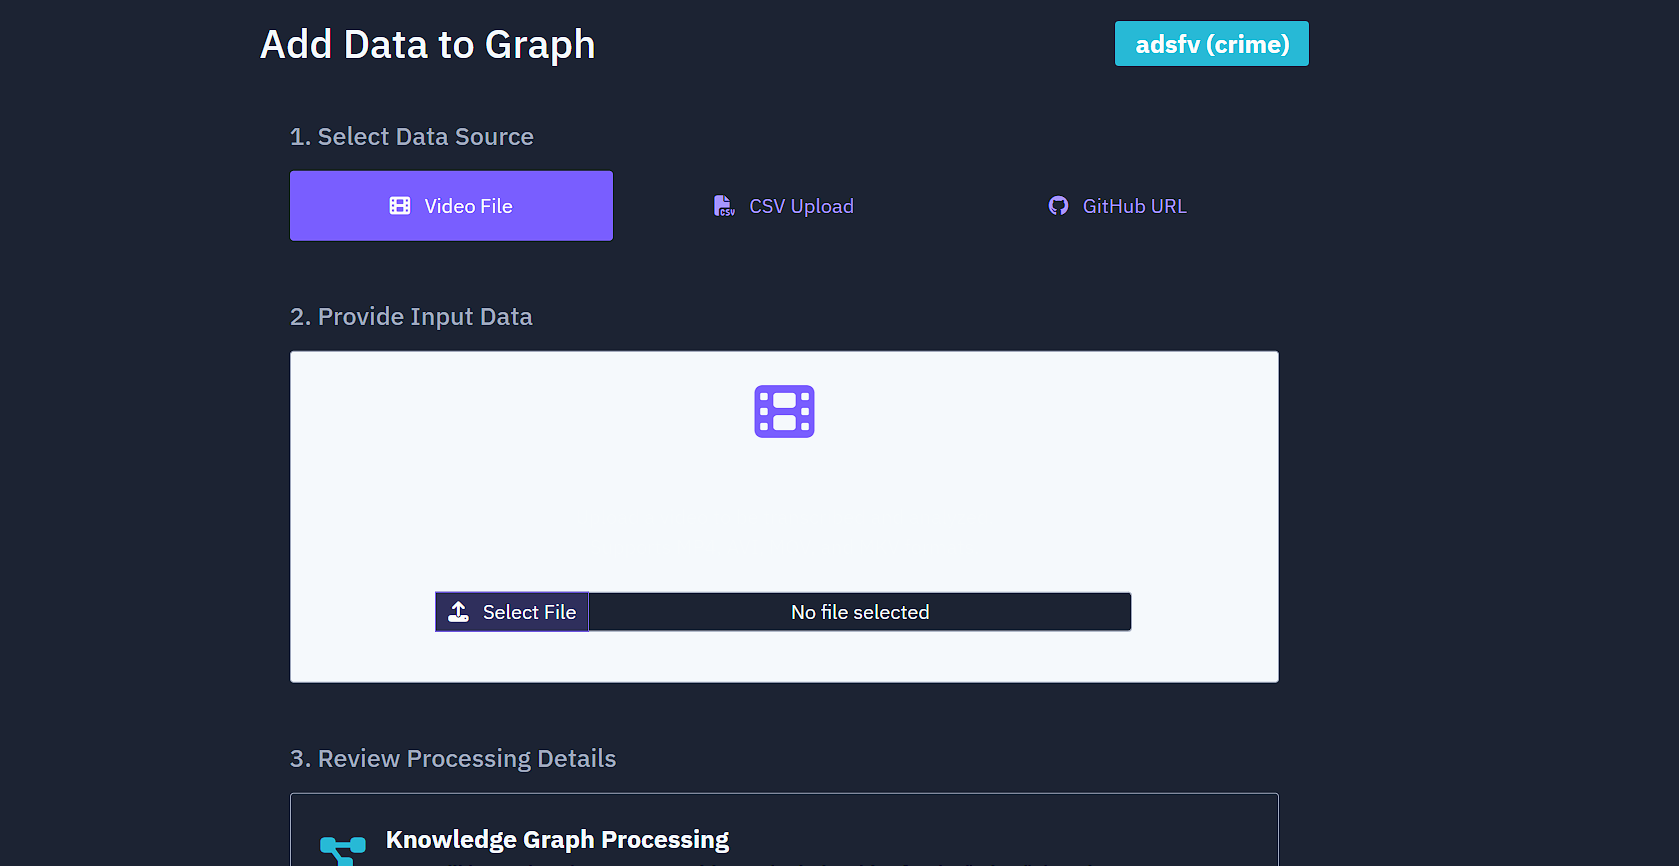 Add Data to Graph
adsfv (crime)
1. Select Data Source
Video File
CSV Upload
GitHub URL
2. Provide Input Data
Select File
No file selected
3. Review Processing Details
Knowledge Graph Processing